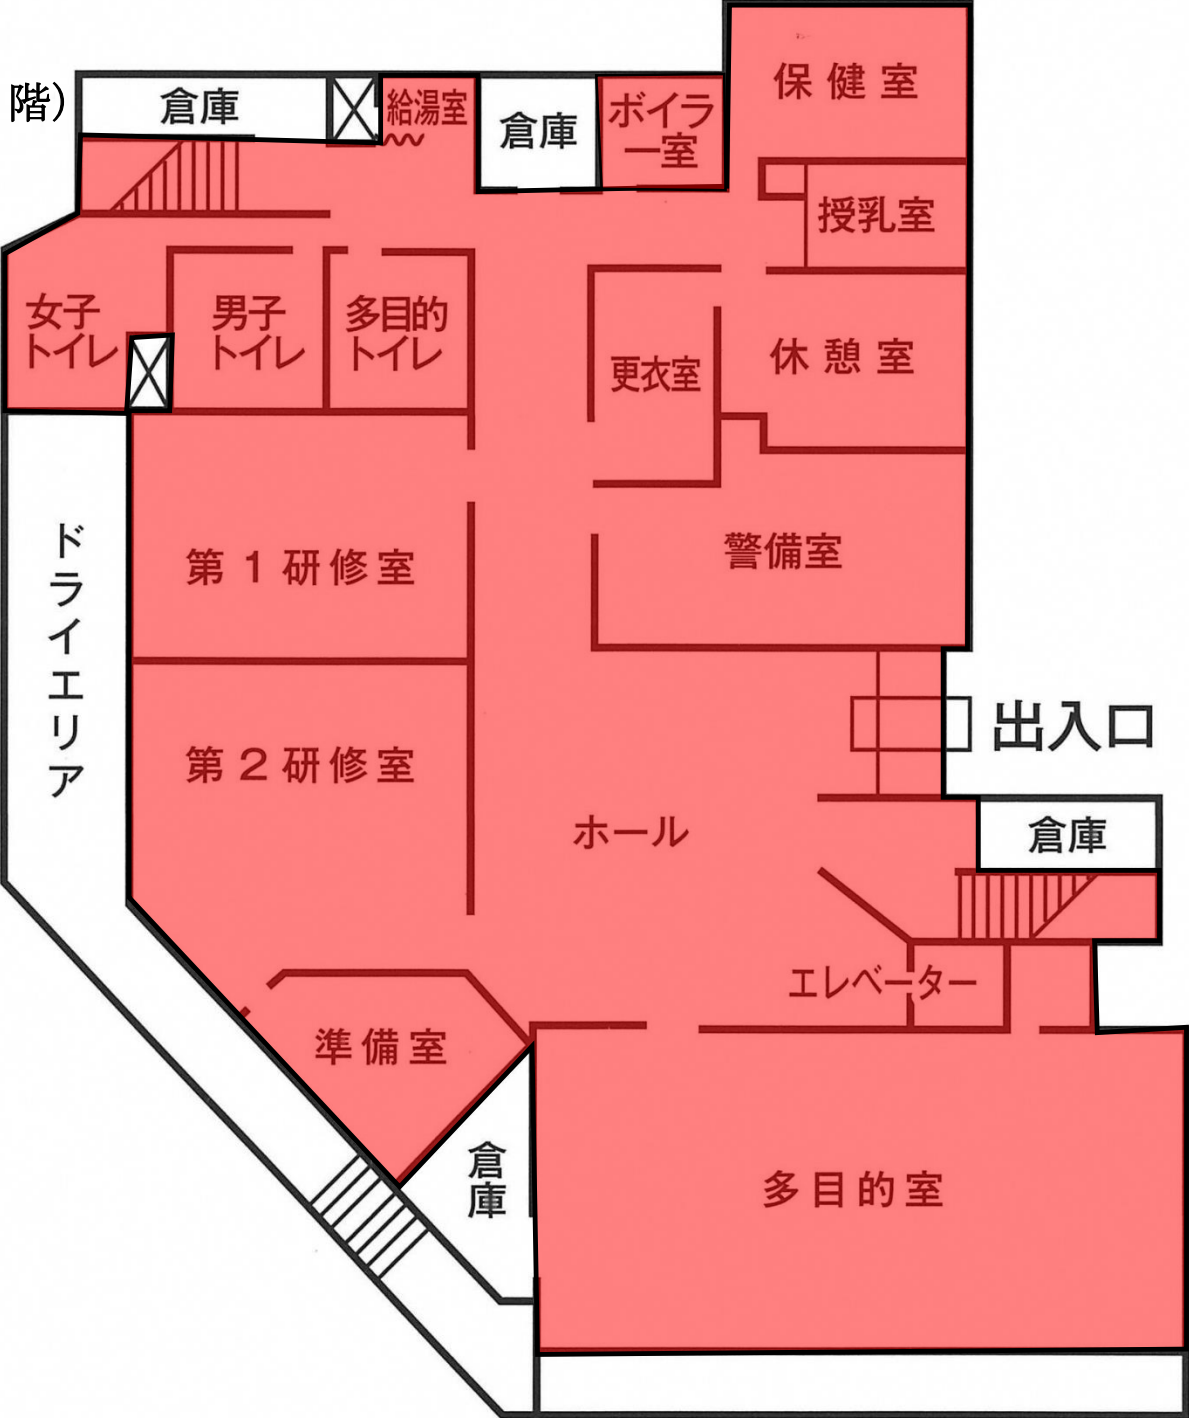 保健室
階）
倉庫
給湯室
倉庫
ボイラ
ー室
授乳室
女子
トイレ
男子
トイレ
多目的
トイレ
更衣室
休憩室
ドライエリア
第1研修室
警備室
出入口
第2研修室
ホール
倉庫
エレベーター
準備室
倉庫
多目的室